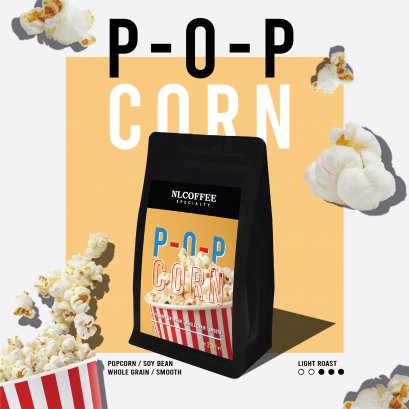 P-O-P
CORN
NLCOFFEE
SPECIALTY
P-O-P
CORN
POPCORN / SOY BEAN
WHOLE GRAIN / SMOOTH
LIGHT ROAST